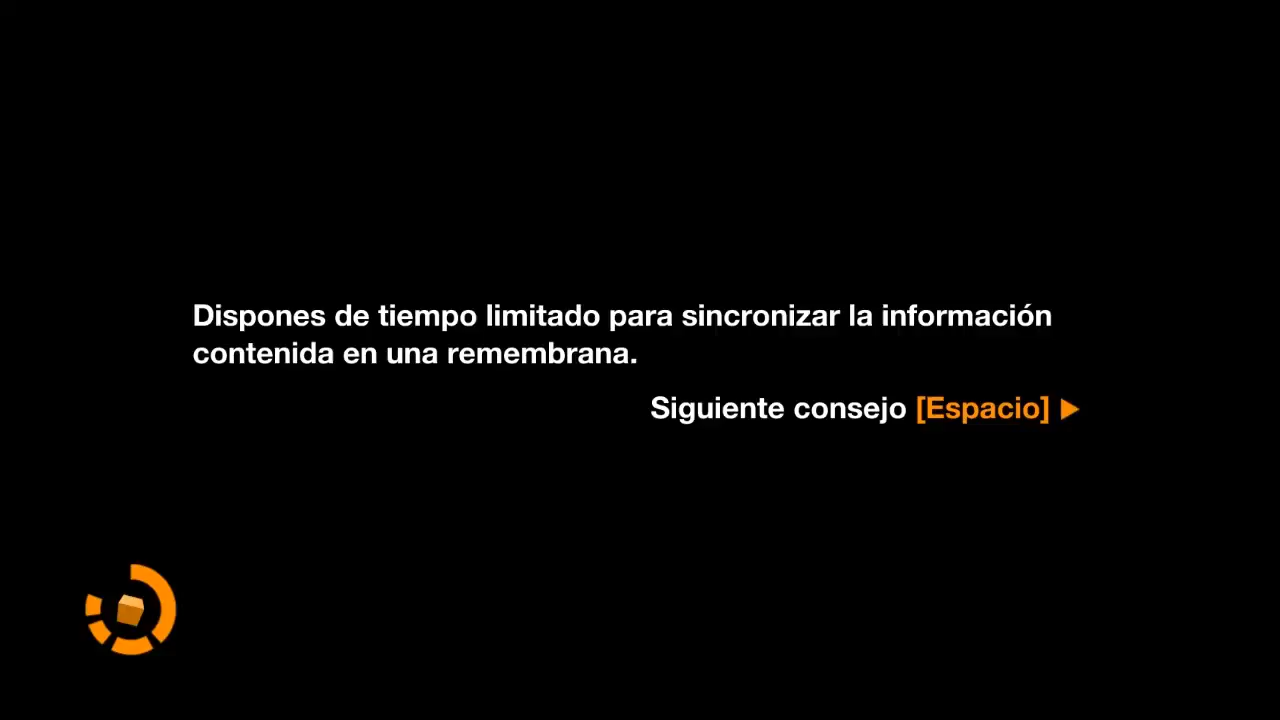 Dispones de tiempo limitado para sincronizar la información
contenida en una remembrana.
Siguiente consejo [Espacio]